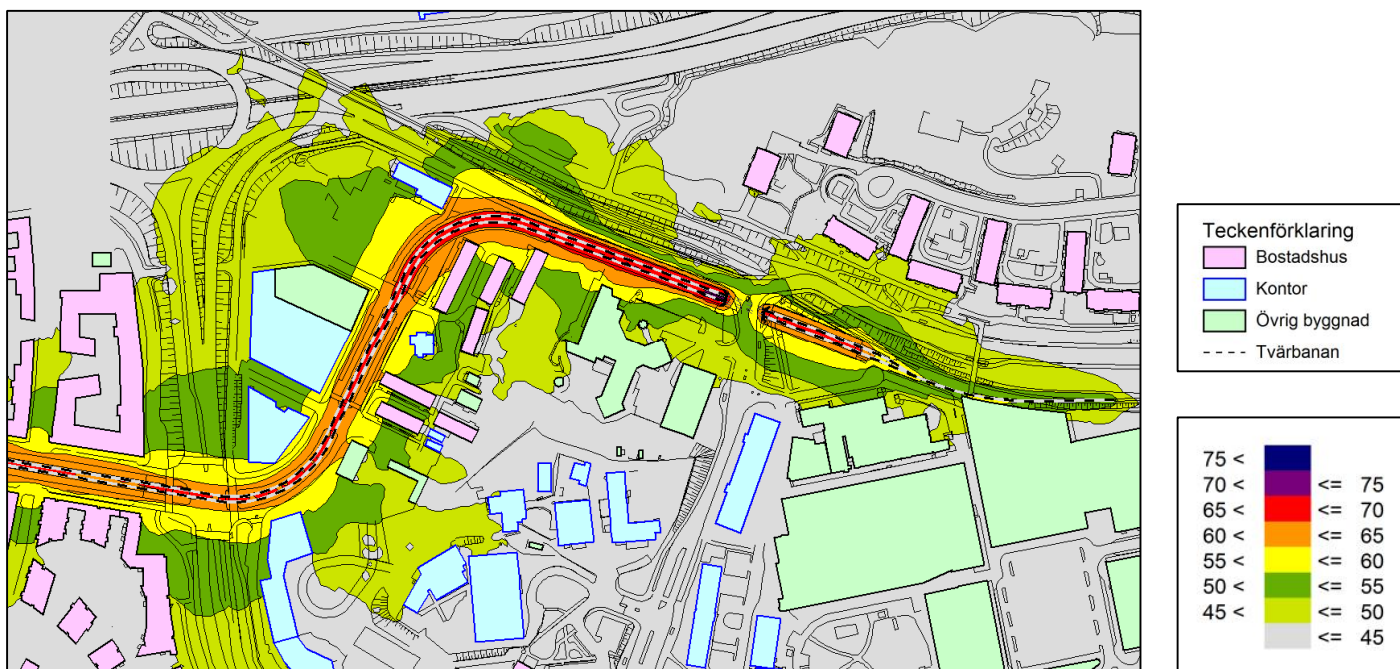 Teckenförklaring
Bostadshus
Kontor
Övrig byggnad
Tvärbanan
75 <
70 < <= 75
65 < <= 70
60 < <= 65
55 < <= 60
50 < <= 55
45 < <= 50
<= 45